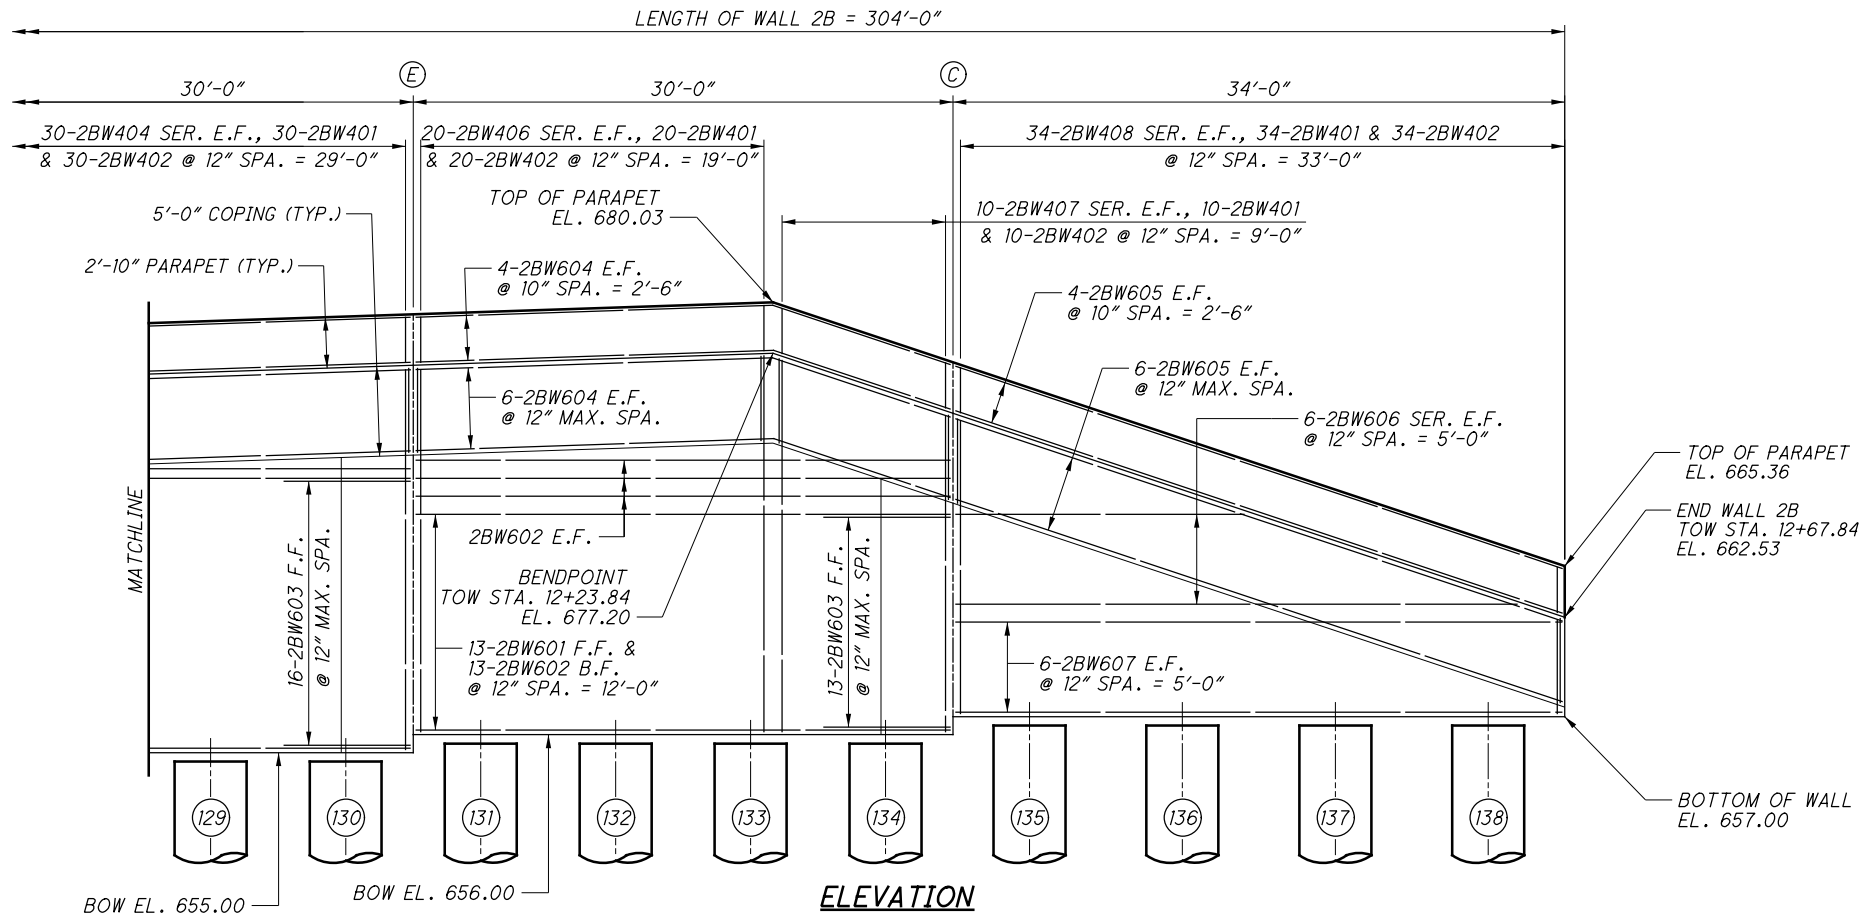 LENGTH OF WALL 2B = 304'-0"
E
C
30'-0"
30'-0"
34'-0"
30-2BW404 SER. E.F., 30-2BW401
& 30-2BW402 @ 12" SPA. = 29'-0"
20-2BW406 SER. E.F., 20-2BW401
& 20-2BW402 @ 12" SPA. = 19'-0"
34-2BW408 SER. E.F., 34-2BW401 & 34-2BW402
@ 12" SPA. = 33'-0"
TOP OF PARAPET
EL. 680.03
5'-0" COPING (TYP.)
10-2BW407 SER. E.F., 10-2BW401
& 10-2BW402 @ 12" SPA. = 9'-0"
2'-10" PARAPET (TYP.)
4-2BW604 E.F.
@ 10" SPA. = 2'-6"
4-2BW605 E.F.
@ 10" SPA. = 2'-6"
6-2BW604 E.F.
@ 12" MAX. SPA.
6-2BW605 E.F.
@ 12" MAX. SPA.
6-2BW606 SER. E.F.
@ 12" SPA. = 5'-0"
TOP OF PARAPET
EL. 665.36
END WALL 2B
TOW STA. 12+67.84
EL. 662.53
MATCHLINE
16-2BW603 F.F.
@ 12" MAX. SPA.
2BW602 E.F.
BENDPOINT
TOW STA. 12+23.84
EL. 677.20
13-2BW601 F.F. &
13-2BW602 B.F.
@ 12" SPA. = 12'-0"
13-2BW603 F.F.
@ 12" MAX. SPA.
6-2BW607 E.F.
@ 12" SPA. = 5'-0"
129
130
131
132
133
134
135
136
137
138
BOTTOM OF WALL
EL. 657.00
BOW EL. 655.00
BOW EL. 656.00
ELEVATION